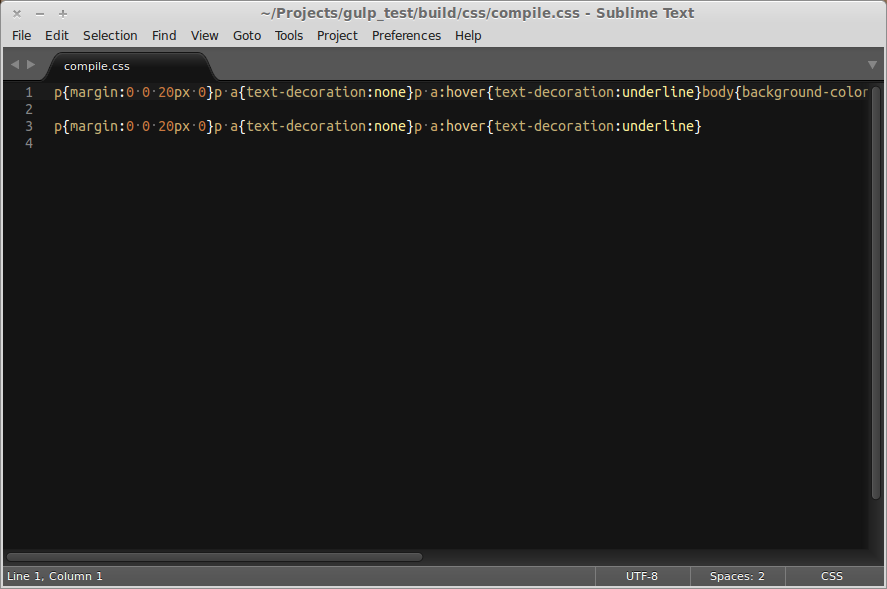 ~/Projects/gulp_test/build/css/compile.css - Sublime Text
File Edit Selection Find View Goto Tools Project Preferences Help
compile.css
1 p{margin:0 0 20px 0}p a{text-decoration:none}p a:hover{text-decoration:underline}body{background-color
2
3 p{margin:0 0 20px 0}p a{text-decoration:none}p a:hover{text-decoration:underline}
4
Line 1, Column 1 UTF-8 Spaces: 2 CSS